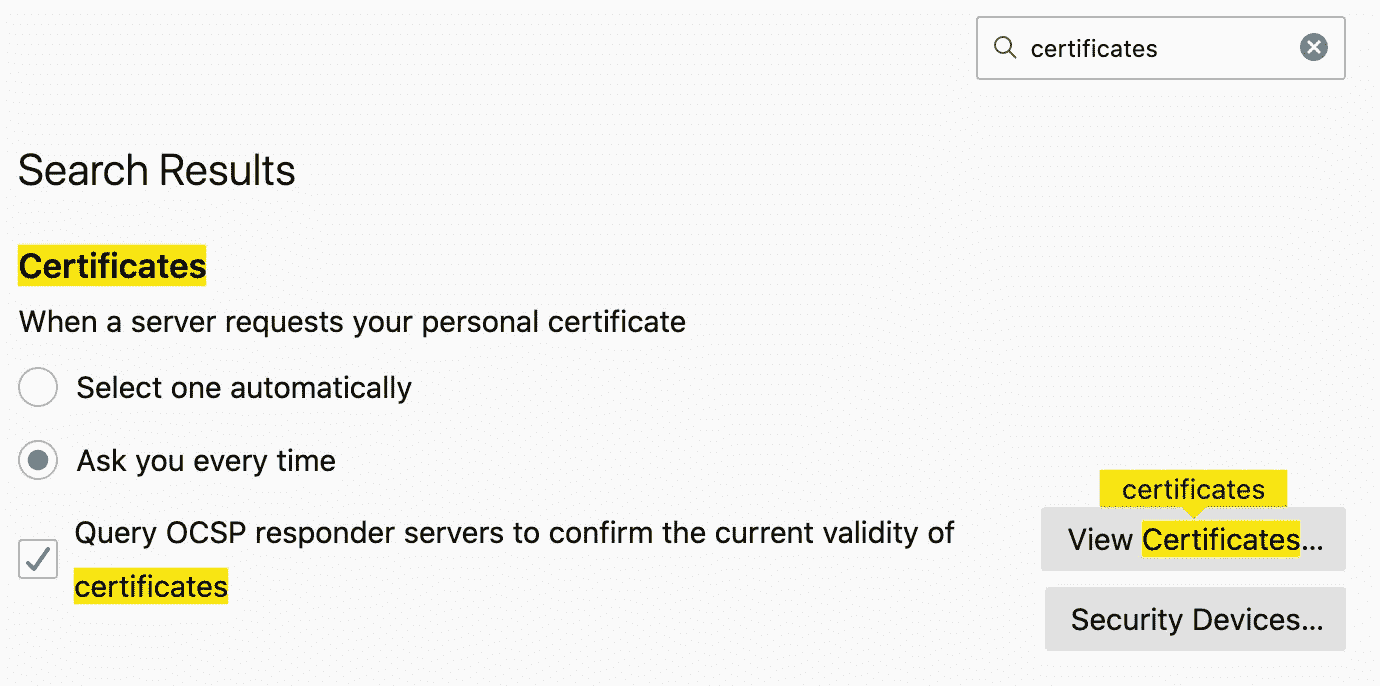 certificates
Search Results
Certificates
When a server requests your personal certificate
Select one automatically
Ask you every time
Query OCSP responder servers to confirm the current validity of
certificates
certificates
View Certificates...
Security Devices...